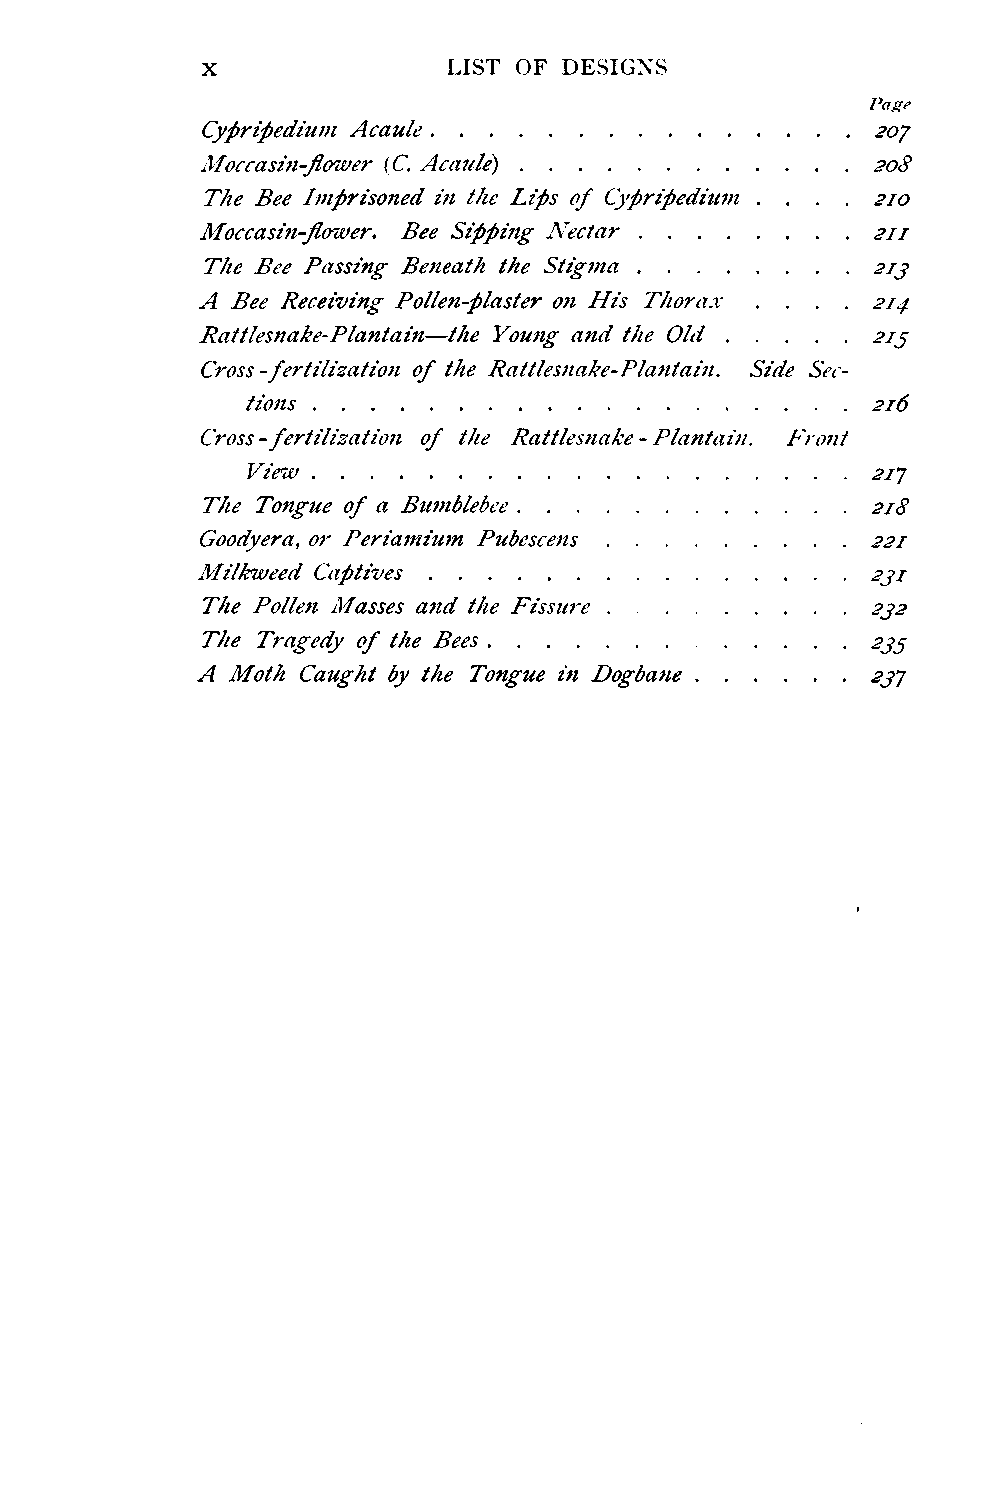 x LIST OF DESIGNS
Page
Cypripedium Acaule . . . . . . . . . . . . . . . 207
Moccasin-flower (C. Acaule) . . . . . . . . . . . . 208
The Bee Imprisoned in the Lips of Cypripedium . . . . 210
Moccasin-flower. Bee Sipping Nectar . . . . . . . . 211
The Bee Passing Beneath the Stigma . . . . . . . . 213
A Bee Receiving Pollen-plaster on His Thorax . . . . 214
Rattlesnake-Plantain—the Young and the Old . . . . . 215
Cross-fertilization of the Rattlesnake-Plantain. Side Sec-
tions . . . . . . . . . . . . . . . . . . . 216
Cross-fertilization of the Rattlesnake-Plantain. Front
View . . . . . . . . . . . . . . . . . . . 217
The Tongue of a Bumblebee . . . . . . . . . . . . 218
Goodyera, or Periamium Pubescens . . . . . . . . . 221
Milkweed Captives . . . . . . . . . . . . . . . 231
The Pollen Masses and the Fissure . . . . . . . . . 232
The Tragedy of the Bees . . . . . . . . . . . . . 235
A Moth Caught by the Tongue in Dogbane . . . . . . 237